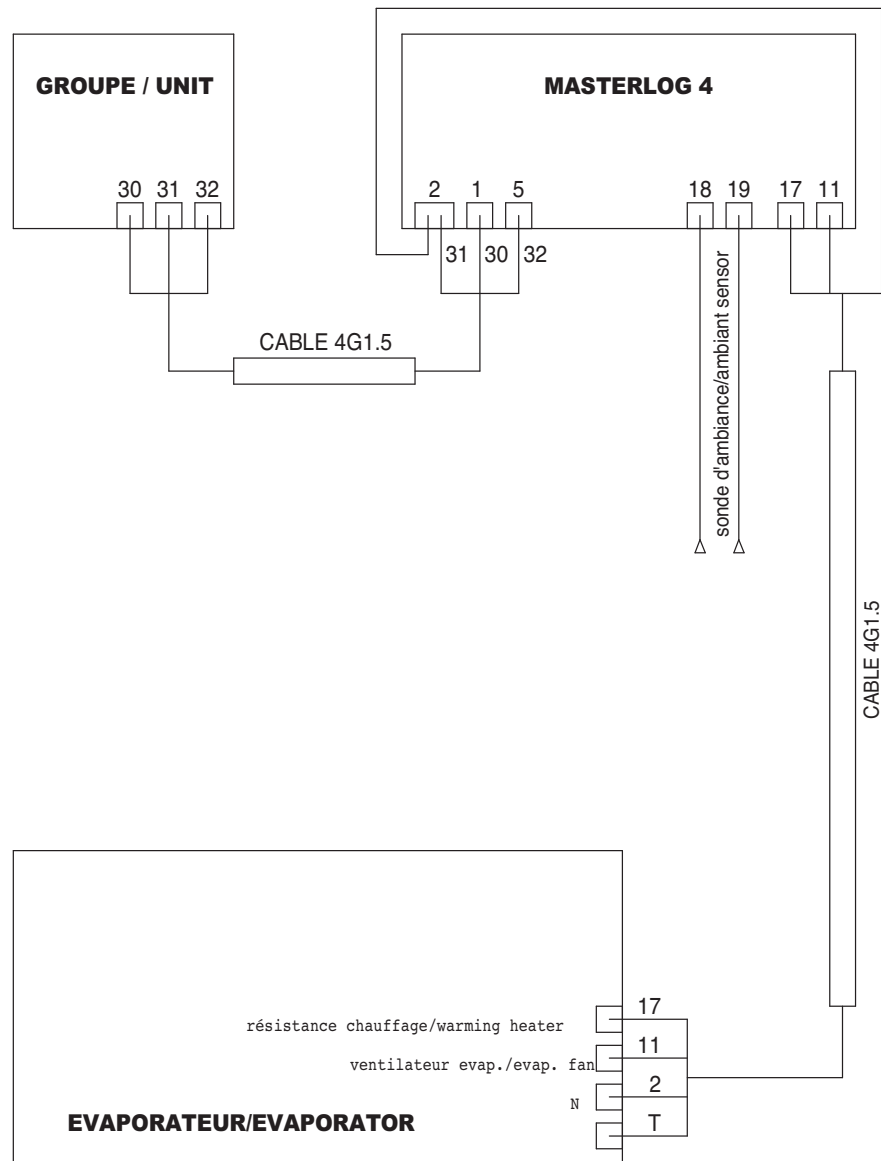 GROUPE / UNIT
MASTERLOG 4
30 31 32
2 1 5 18 19 17 11
31 30 32
CABLE 4G1.5
sonde d'ambiance/ambiant sensor
CABLE 4G1.5
17
résistance chauffage/warming heater
11
ventilateur evap./evap. fan
2
N
T
EVAPORATEUR/EVAPORATOR